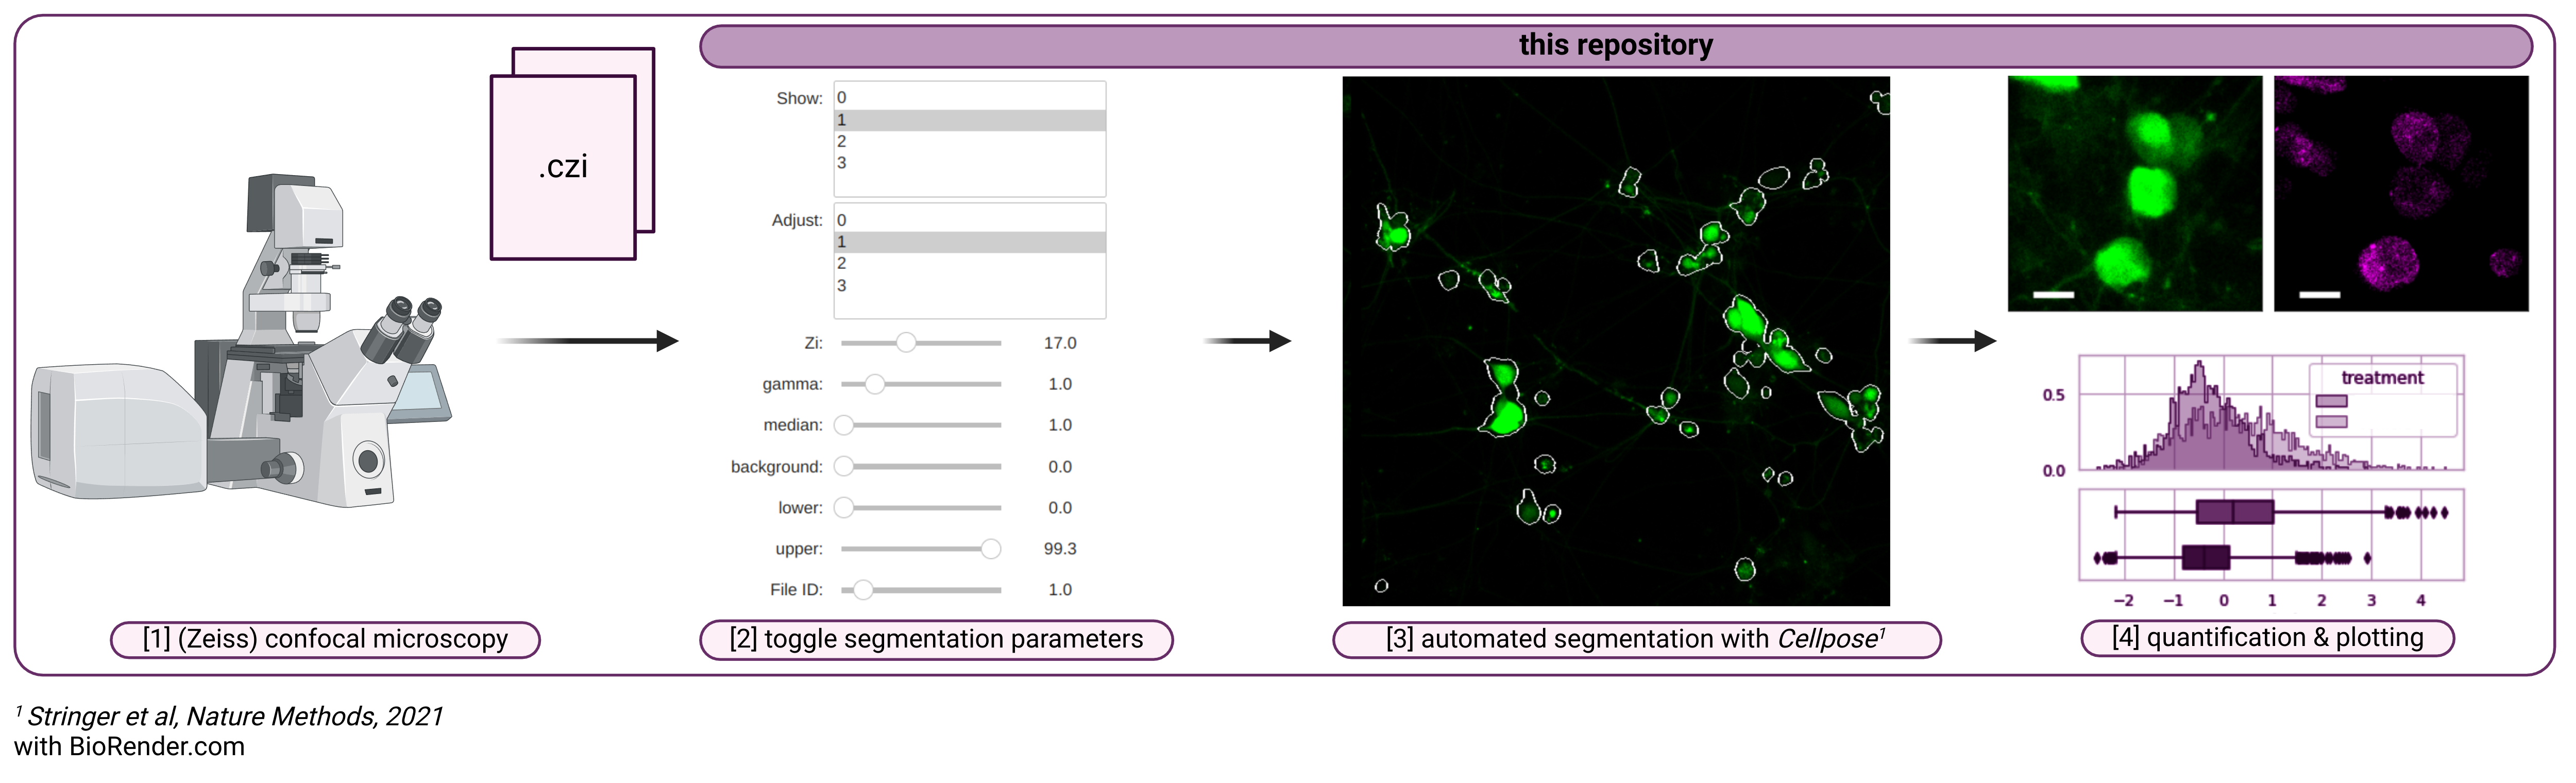 this repository
.czi
Show:
0
1
2
3
Adjust:
0
1
2
3
Zi: 17.0
gamma: 1.0
median: 1.0
background: 0.0
lower: 0.0
upper: 99.3
File ID: 1.0
treatment
0.5
0.0
−2 −1 0 1 2 3 4
[1] (Zeiss) confocal microscopy
[2] toggle segmentation parameters
[3] automated segmentation with Cellpose¹
[4] quantification & plotting
¹ Stringer et al, Nature Methods, 2021
with BioRender.com